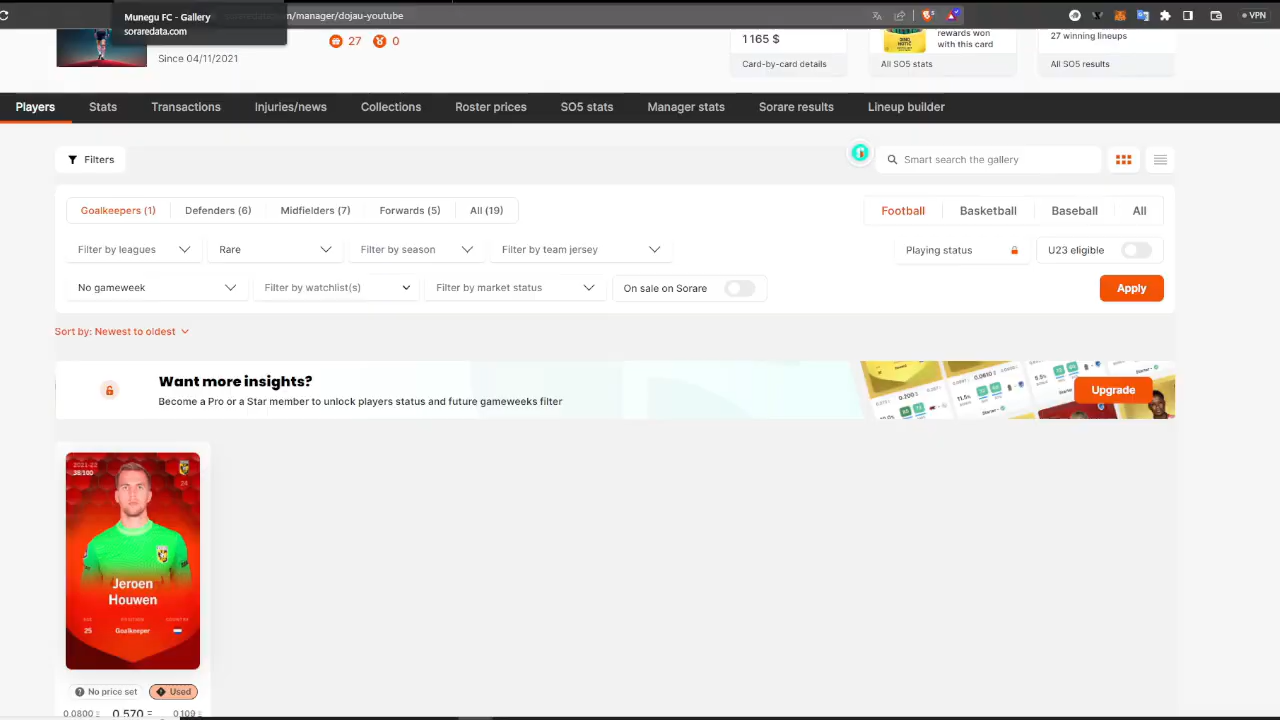 Munegu FC - Gallery
soraredata.com
/manager/dojau-youtube
VPN
27
0
Since 04/11/2021
1 165 $
Card-by-card details
rewards won
with this card
All SO5 stats
27 winning lineups
All SO5 results
Players
Stats
Transactions
Injuries/news
Collections
Roster prices
SO5 stats
Manager stats
Sorare results
Lineup builder
Filters
Smart search the gallery
Goalkeepers (1)
Defenders (6)
Midfielders (7)
Forwards (5)
All (19)
Football
Basketball
Baseball
All
Filter by leagues
Rare
Filter by season
Filter by team jersey
Playing status
U23 eligible
No gameweek
Filter by watchlist(s)
Filter by market status
On sale on Sorare
Apply
Sort by: Newest to oldest
Want more insights?
Become a Pro or a Star member to unlock players status and future gameweeks filter
Upgrade
2021-22
38/100
24
Jeroen
Houwen
25
Goalkeeper
No price set
Used
0.0800
0.570
0.109